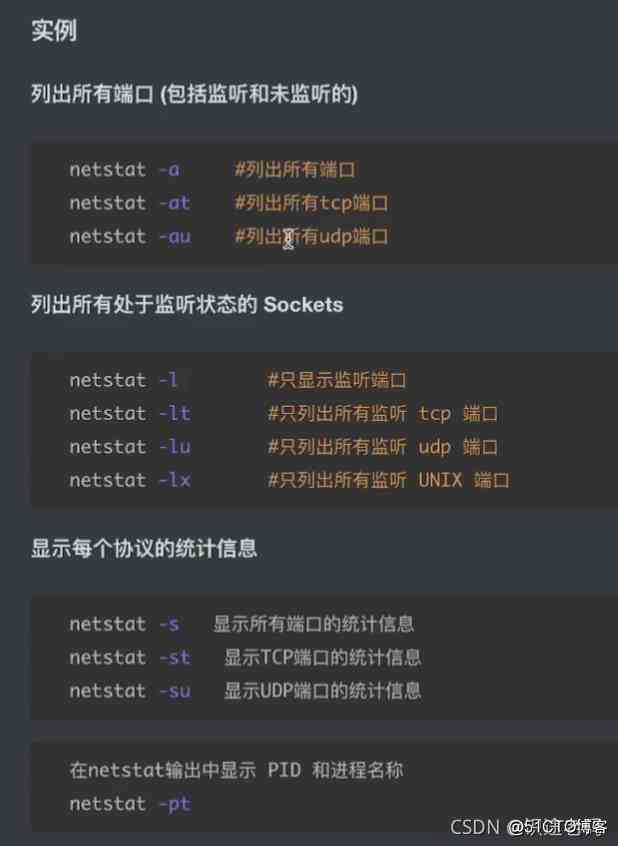 实例
列出所有端口 (包括监听和未监听的)
netstat -a #列出所有端口
netstat -at #列出所有tcp端口
netstat -au #列出所有udp端口
列出所有处于监听状态的 Sockets
netstat -l #只显示监听端口
netstat -lt #只列出所有监听 tcp 端口
netstat -lu #只列出所有监听 udp 端口
netstat -lx #只列出所有监听 UNIX 端口
显示每个协议的统计信息
netstat -s 显示所有端口的统计信息
netstat -st 显示TCP端口的统计信息
netstat -su 显示UDP端口的统计信息
在netstat输出中显示 PID 和进程名称
netstat -pt
CSDN @51CTO博客